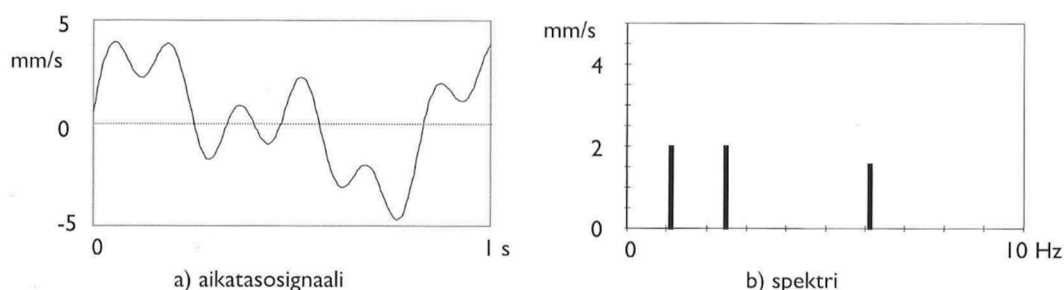 5
mm/s
0
-5
0
1 s
a) aikatasosignaali
mm/s
4
2
0
0
10 Hz
b) spektri